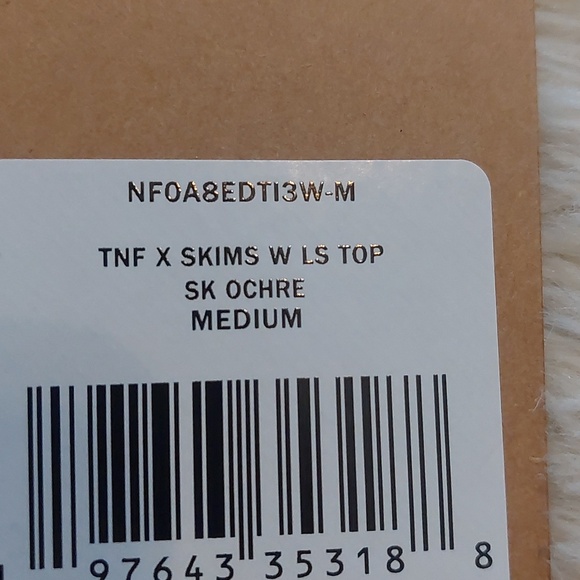 NF0A8EDTI3W-M
TNF X SKIMS W LS TOP
SK OCHRE
MEDIUM
97643 35318 8